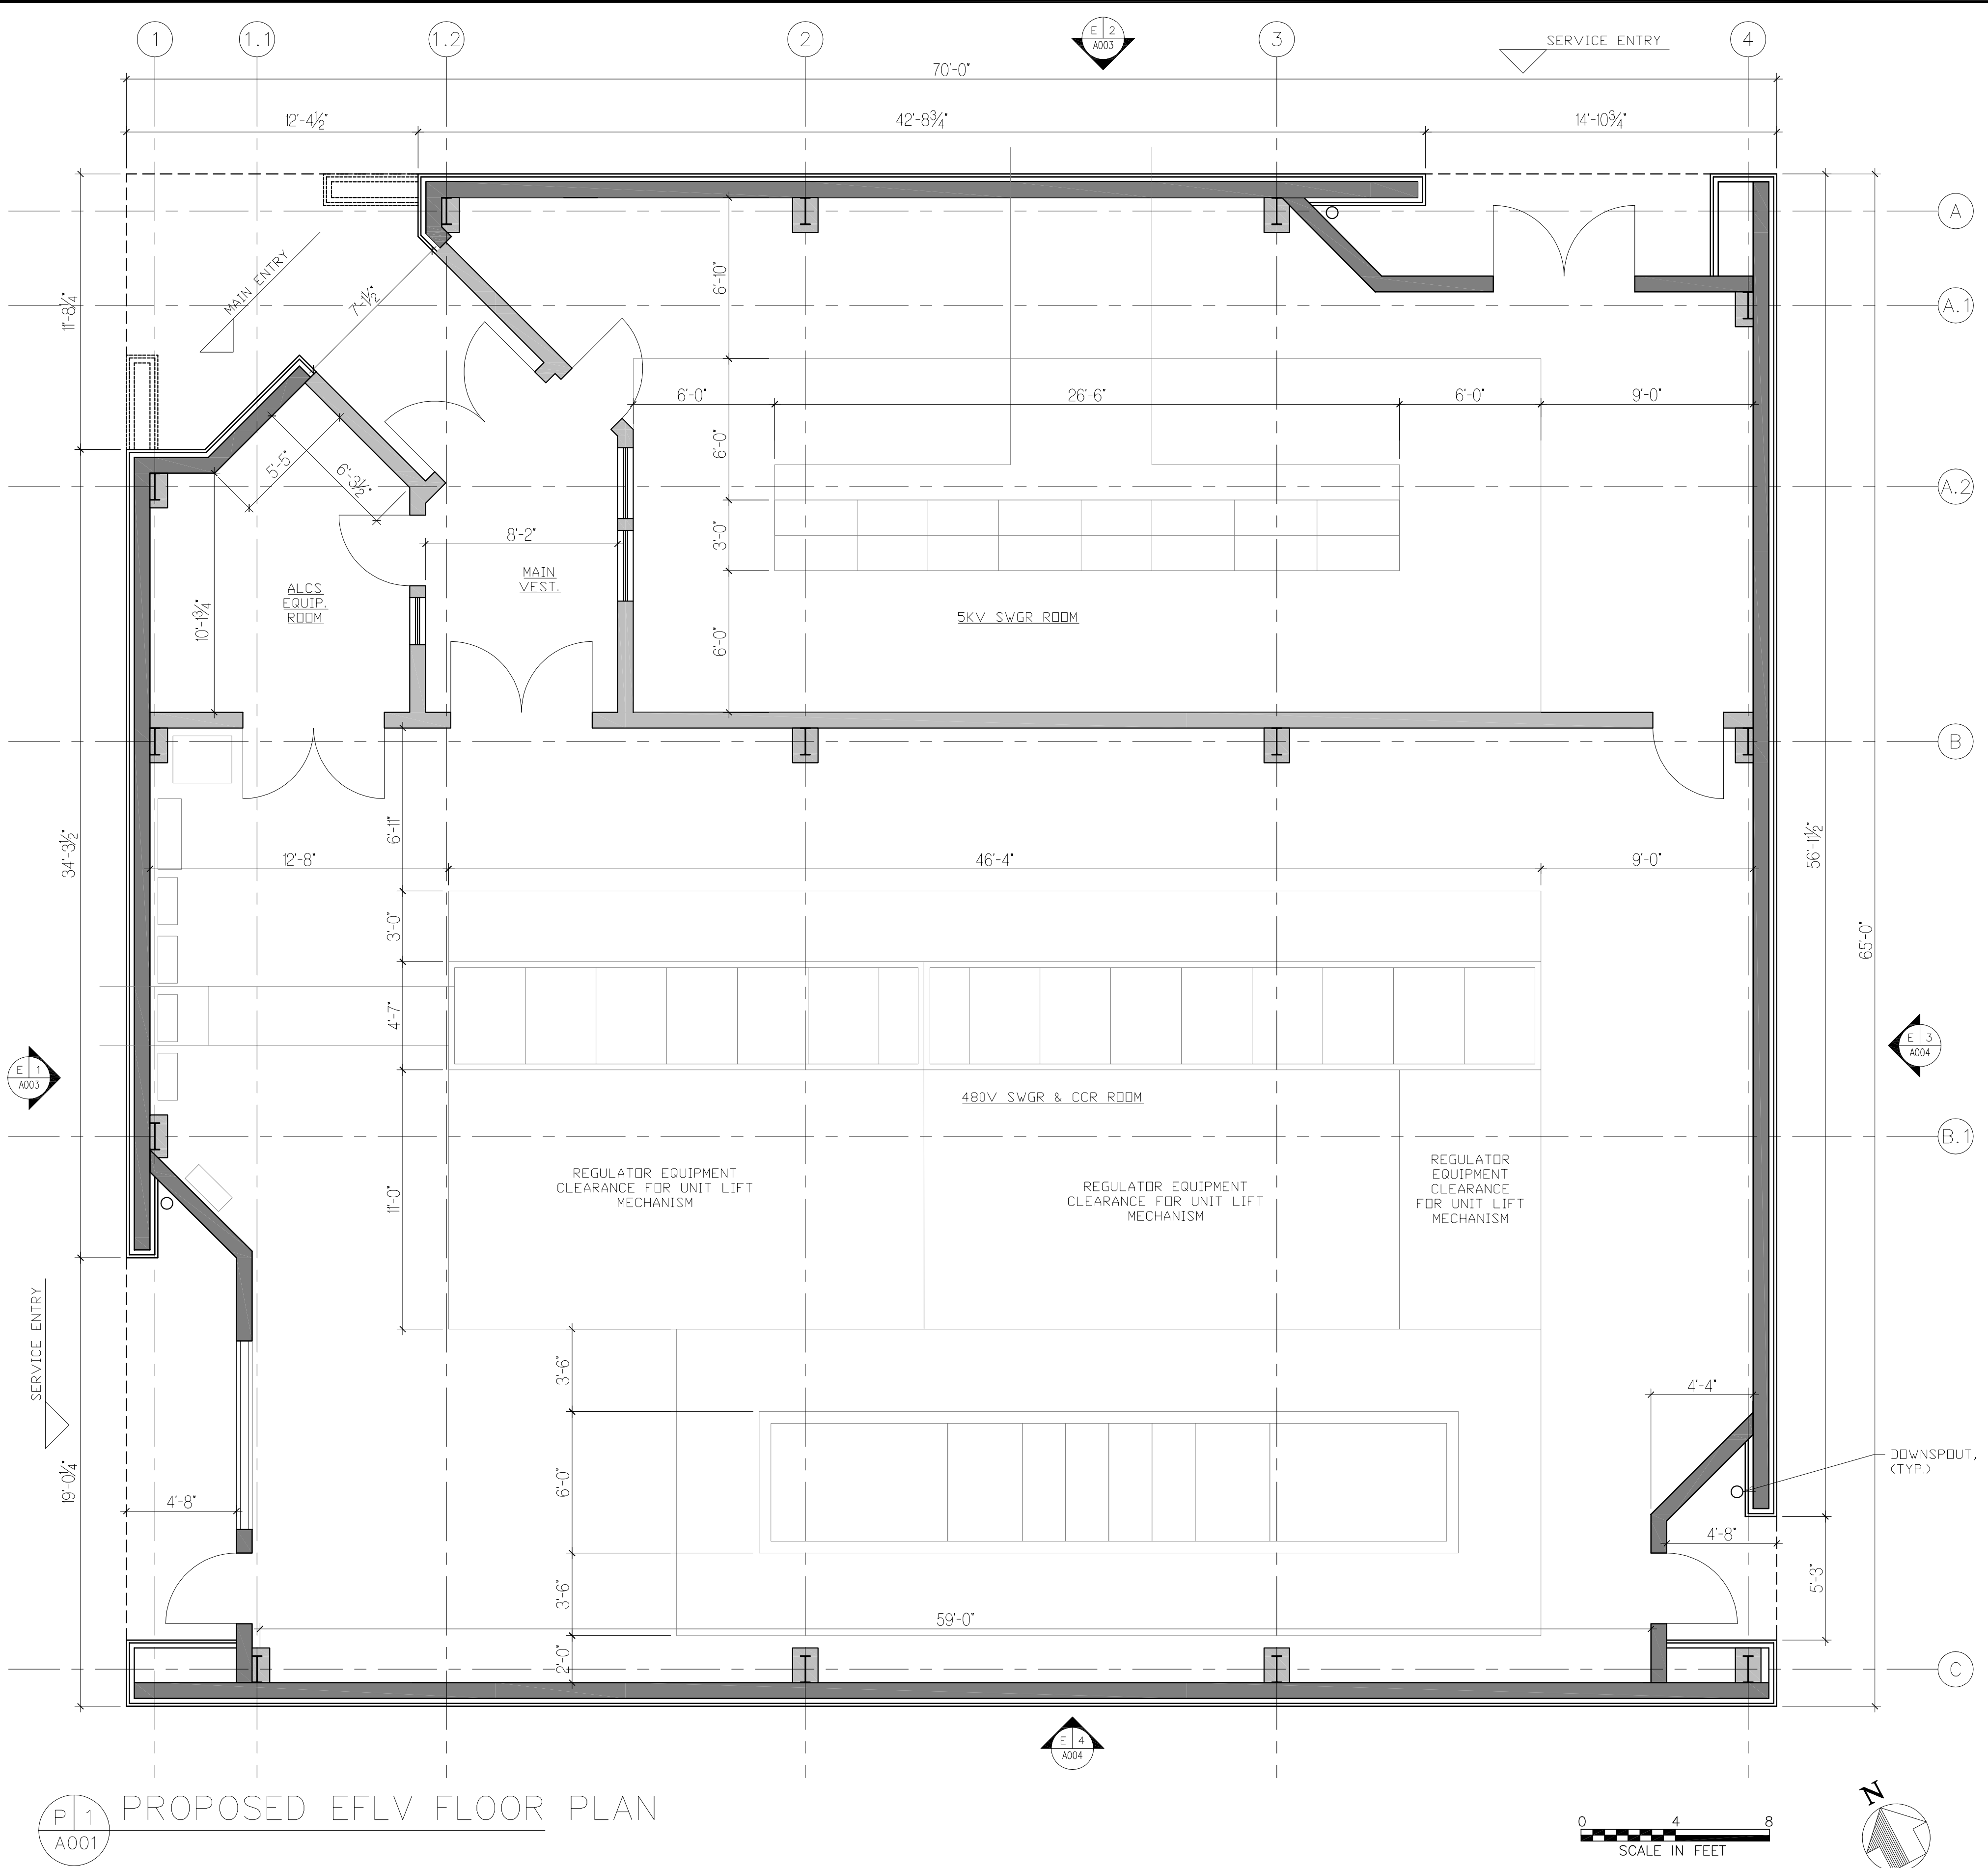 1
1.1
1.2
2
E 2
A003
3
SERVICE ENTRY
4
70'-0"
12'-4½"
42'-8¾"
14'-10¾"
A
MAIN ENTRY
7'-1½"
6'-10"
A.1
11'-8¼"
6'-0"
26'-6"
6'-0"
9'-0"
5'-5"
6'-3½"
6'-0"
A.2
8'-2"
3'-0"
MAIN
VEST.
ALCS
EQUIP.
ROOM
10'-1¾"
5KV SWGR ROOM
6'-0"
B
6'-11"
34'-3½"
12'-8"
46'-4"
9'-0"
56'-1½"
3'-0"
65'-0"
4'-7"
E 1
A003
E 3
A004
480V SWGR & CCR ROOM
B.1
REGULATOR EQUIPMENT
CLEARANCE FOR UNIT LIFT
MECHANISM
REGULATOR EQUIPMENT
CLEARANCE FOR UNIT LIFT
MECHANISM
REGULATOR
EQUIPMENT
CLEARANCE
FOR UNIT LIFT
MECHANISM
11'-0"
SERVICE ENTRY
3'-6"
4'-4"
DOWNSPOUT,
(TYP.)
19'-0¼"
4'-8"
6'-0"
4'-8"
5'-3"
3'-6"
59'-0"
2'-0"
C
E 4
A004
P 1
A001
PROPOSED EFLV FLOOR PLAN
0 4 8
SCALE IN FEET
N